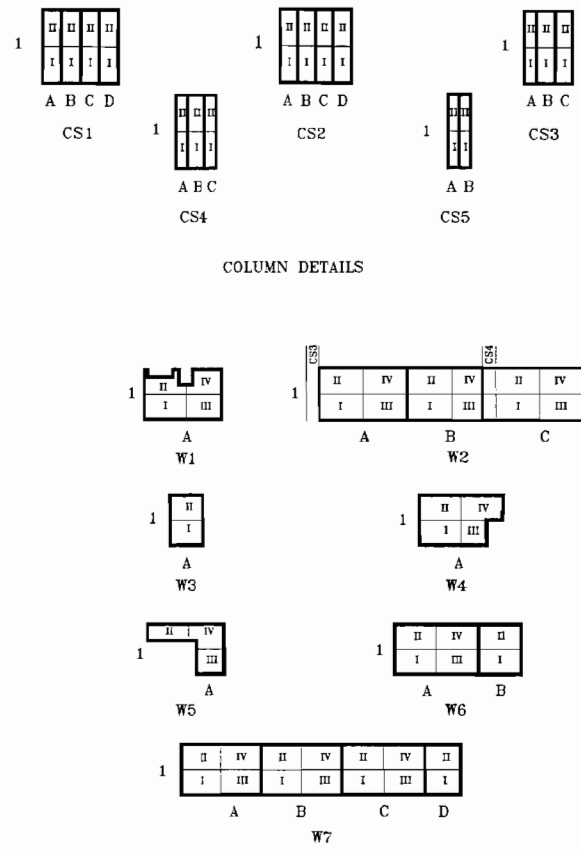 II II II II
1
I I I I
A B C D
CS1
II II II II
1
I I I I
A B C D
CS2
II II II
1
I I I
A B C
CS3
II II II
1
I I I
A B C
CS4
II II
1
I I
A B
CS5
COLUMN DETAILS
II IV
1
I III
A
W1
CS3 CS4
II IV II IV II IV
1
I III I III I III
A B C
W2
II
1
I
A
W3
II IV
1
I III
A
W4
II IV
1
III
A
W5
II IV II
1
I III I
A B
W6
II IV II IV II IV II
1
I III I III I III I
A B C D
W7